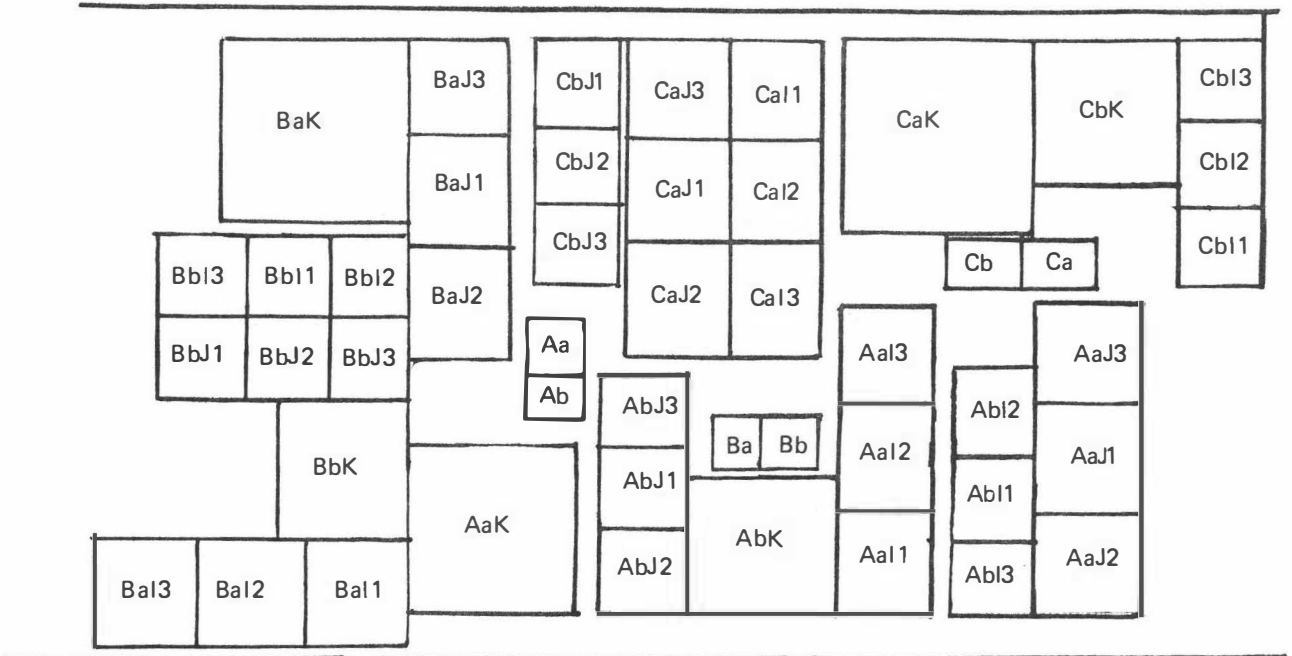 BaK BaJ3 CbJ1 CaJ3 CaI1 CaK CbK CbI3
BaJ1 CbJ2 CaJ1 CaI2 CbI2
CbJ3 CbI1
BbI3 BbI1 BbI2 BaJ2 CaJ2 CaI3 Cb Ca
BbJ1 BbJ2 BbJ3 Aa AaI3 AaJ3
Ab AbJ3 AbI2
BbK AbJ1 Ba Bb AaI2 AbI1 AaJ1
AaK AbK
BaI3 BaI2 BaI1 AbJ2 AaI1 AbI3 AaJ2